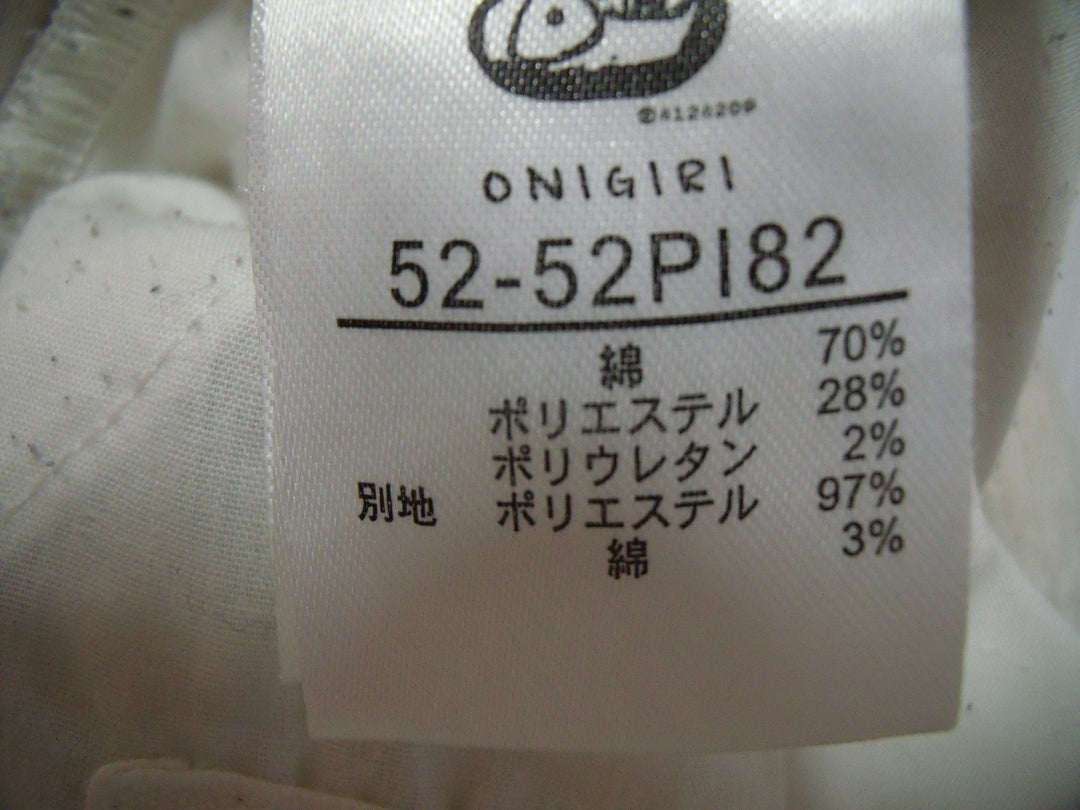 ®4124209
ONIGIRI
52-52PI82
綿 70%
ポリエステル 28%
ポリウレタン 2%
別地 ポリエステル 97%
綿 3%